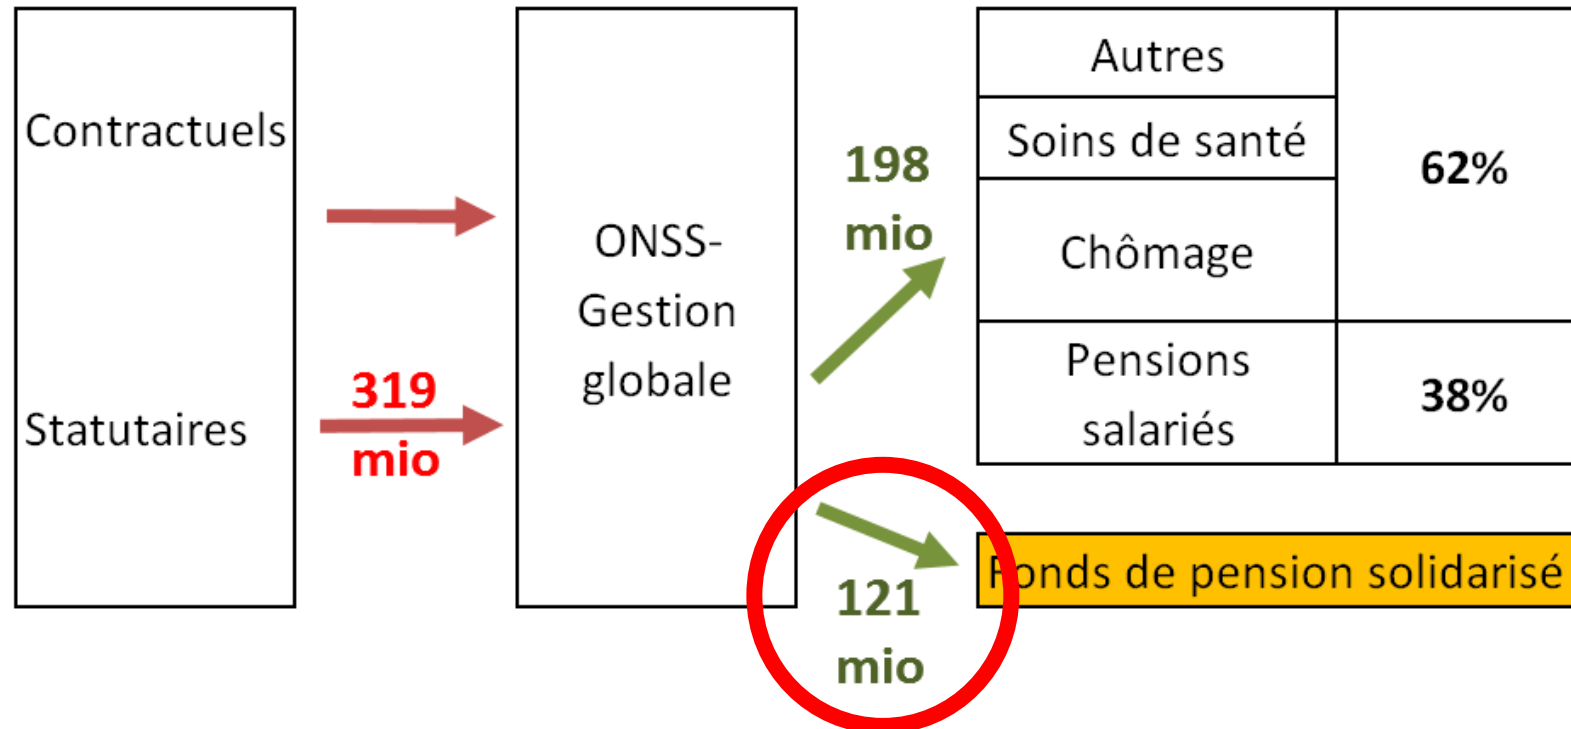 Contractuels
Statutaires
319
mio
ONSS-
Gestion
globale
198
mio
121
mio
Autres
Soins de santé
Chômage
62%
Pensions
salariés
38%
Fonds de pension solidarisé